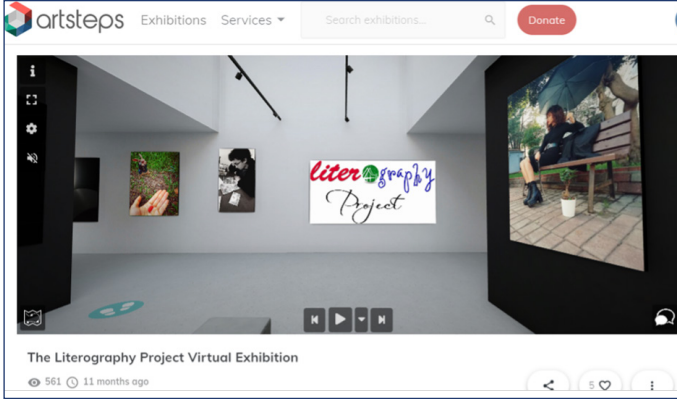 artsteps Exhibitions Services Search exhibitions... Donate
i
liter graphy
Project
The Literography Project Virtual Exhibition
561 11 months ago
5